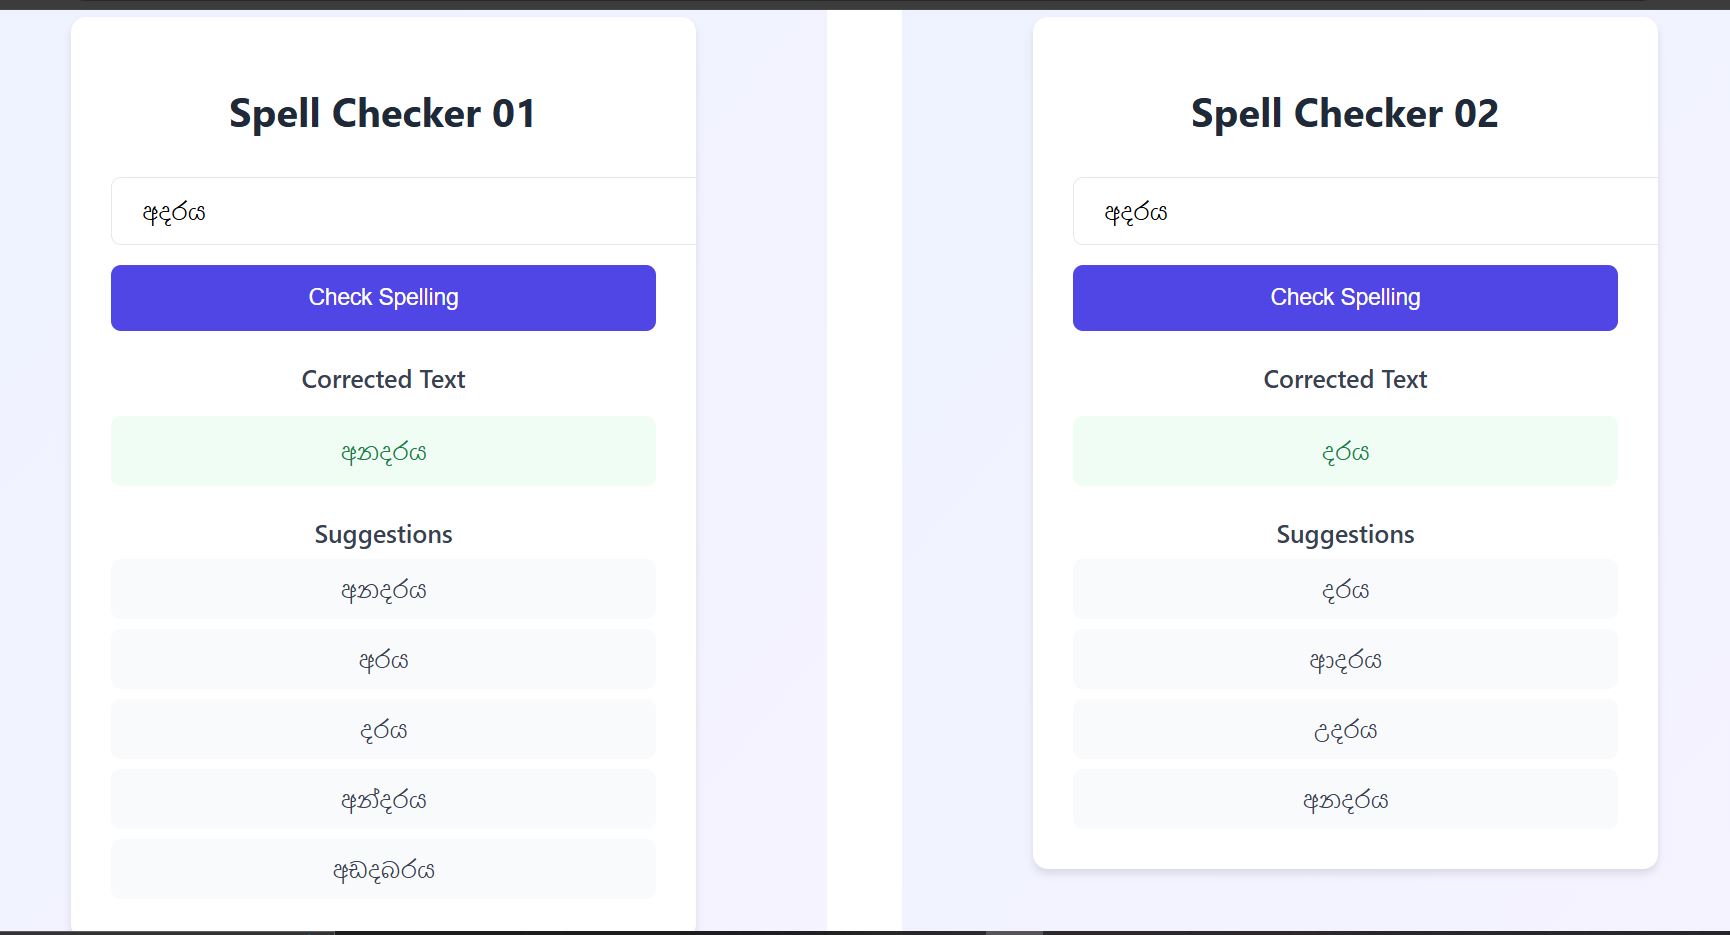 Spell Checker 01
අදරය
Check Spelling
Corrected Text
අනදරය
Suggestions
අනදරය
අරය
දරය
අන්දරය
අඩදබරය
Spell Checker 02
අදරය
Check Spelling
Corrected Text
දරය
Suggestions
දරය
ආදරය
උදරය
අනදරය